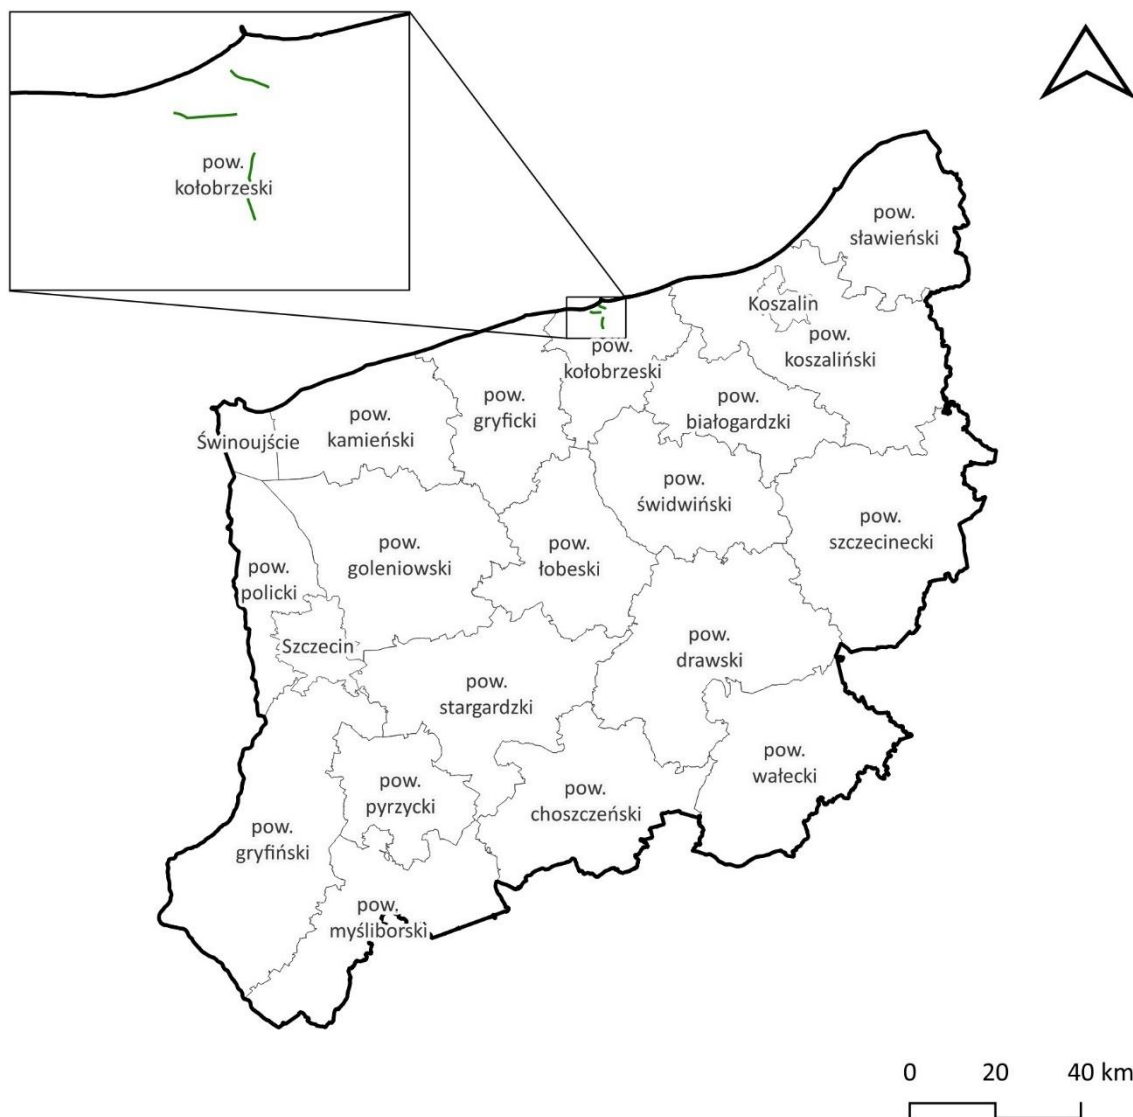 pow.
kołobrzeski
pow.
sławieński
Koszalin
pow.
koszaliński
pow.
kołobrzeski
pow.
białogardzki
pow.
gryficki
pow.
kamieński
Świnoujście
pow.
świdwiński
pow.
szczecinecki
pow.
goleniowski
pow.
łobeski
pow.
policki
Szczecin
pow.
drawski
pow.
stargardzki
pow.
wałecki
pow.
pyrzycki
pow.
choszczeński
pow.
gryfiński
pow.
myśliborski
0 20 40 km